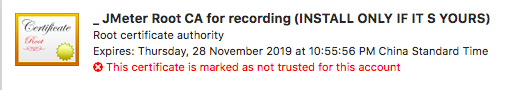 Certificate
Root
_ JMeter Root CA for recording (INSTALL ONLY IF IT S YOURS)
Root certificate authority
Expires: Thursday, 28 November 2019 at 10:55:56 PM China Standard Time
This certificate is marked as not trusted for this account